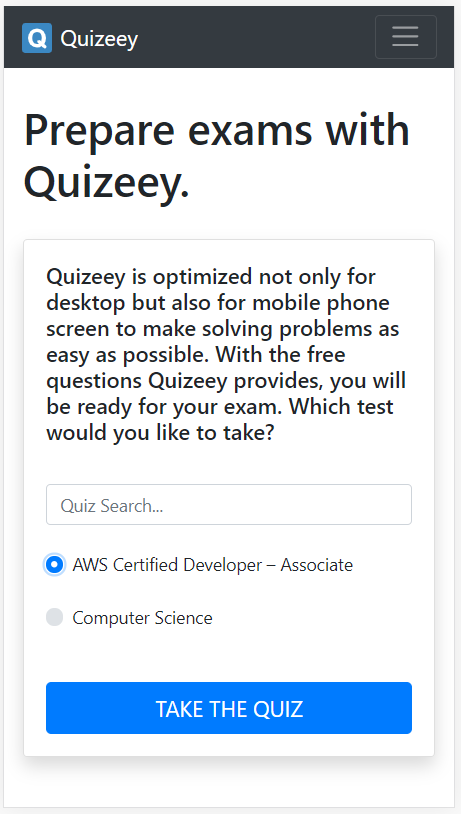 Q Quizeey
Prepare exams with
Quizeey.
Quizeey is optimized not only for
desktop but also for mobile phone
screen to make solving problems as
easy as possible. With the free
questions Quizeey provides, you will
be ready for your exam. Which test
would you like to take?
Quiz Search...
AWS Certified Developer – Associate
Computer Science
TAKE THE QUIZ